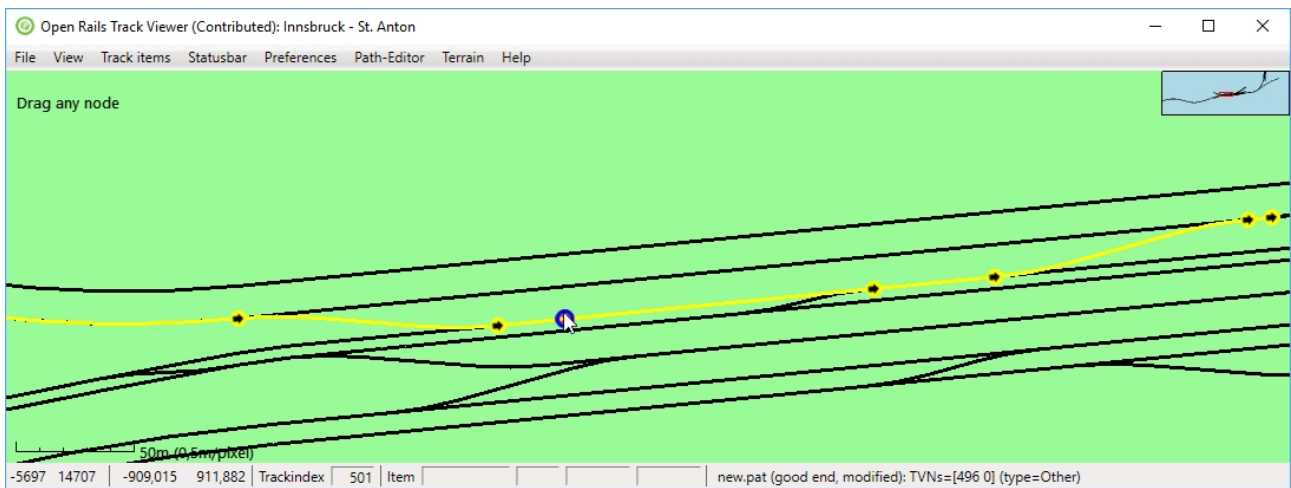 Open Rails Track Viewer (Contributed): Innsbruck - St. Anton
File View Track items Statusbar Preferences Path-Editor Terrain Help
Drag any node
50m (0,5m/pixel)
-5697 14707 -909,015 911,882 Trackindex 501 Item new.pat (good end, modified): TVNs=[496 0] (type=Other)